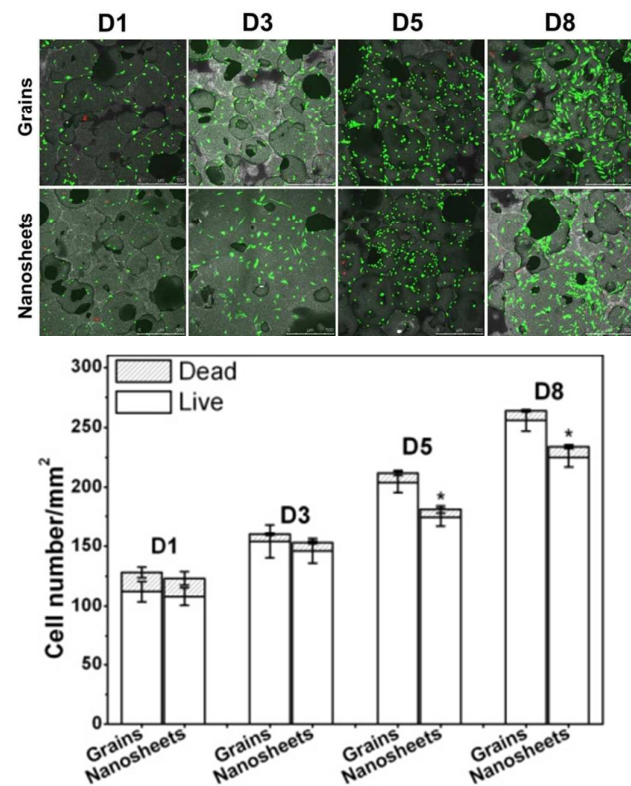 D1 D3 D5 D8
Grains
Nanosheets
300
250
200
150
100
50
0
Cell number/mm²
Dead
Live
D1
D3
D5
*
D8
*
Grains
Nanosheets
Grains
Nanosheets
Grains
Nanosheets
Grains
Nanosheets